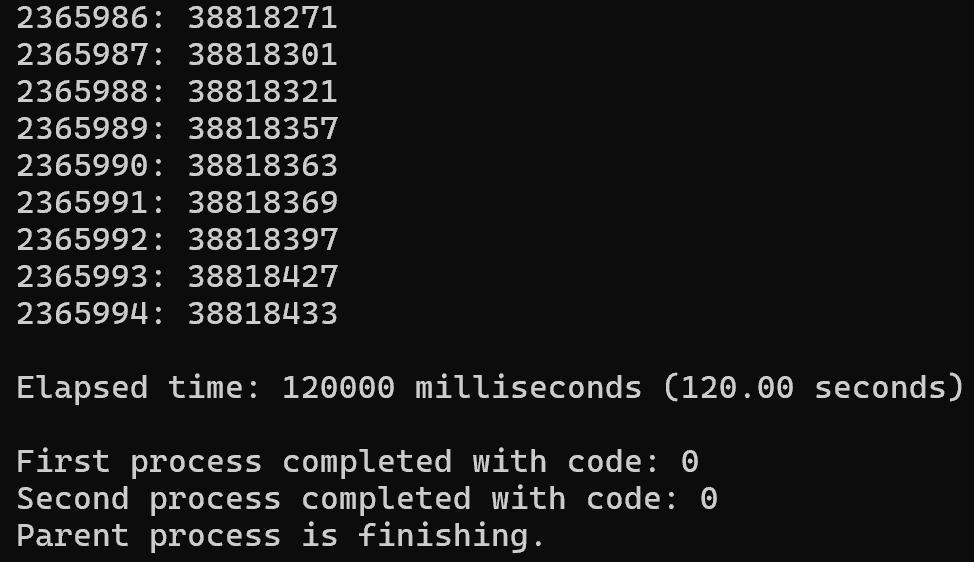 2365986: 38818271
2365987: 38818301
2365988: 38818321
2365989: 38818357
2365990: 38818363
2365991: 38818369
2365992: 38818397
2365993: 38818427
2365994: 38818433
Elapsed time: 120000 milliseconds (120.00 seconds)
First process completed with code: 0
Second process completed with code: 0
Parent process is finishing.